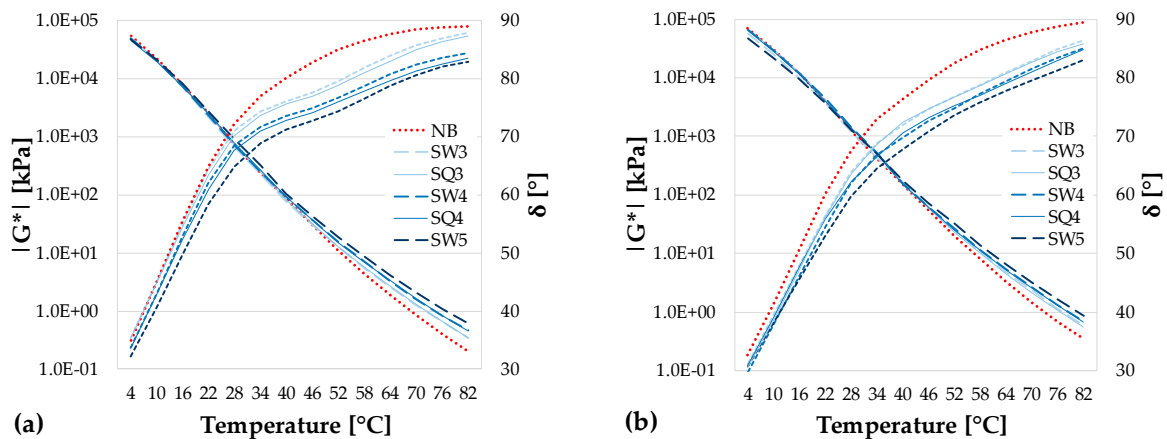 1.0E+05
1.0E+04
1.0E+03
1.0E+02
1.0E+01
1.0E+00
1.0E-01
|G*| [kPa]
90
80
70
60
50
40
30
δ [°]
NB
SW3
SQ3
SW4
SQ4
SW5
4 10 16 22 28 34 40 46 52 58 64 70 76 82
(a)
Temperature [°C]
1.0E+05
1.0E+04
1.0E+03
1.0E+02
1.0E+01
1.0E+00
1.0E-01
|G*| [kPa]
90
80
70
60
50
40
30
δ [°]
NB
SW3
SQ3
SW4
SQ4
SW5
4 10 16 22 28 34 40 46 52 58 64 70 76 82
(b)
Temperature [°C]